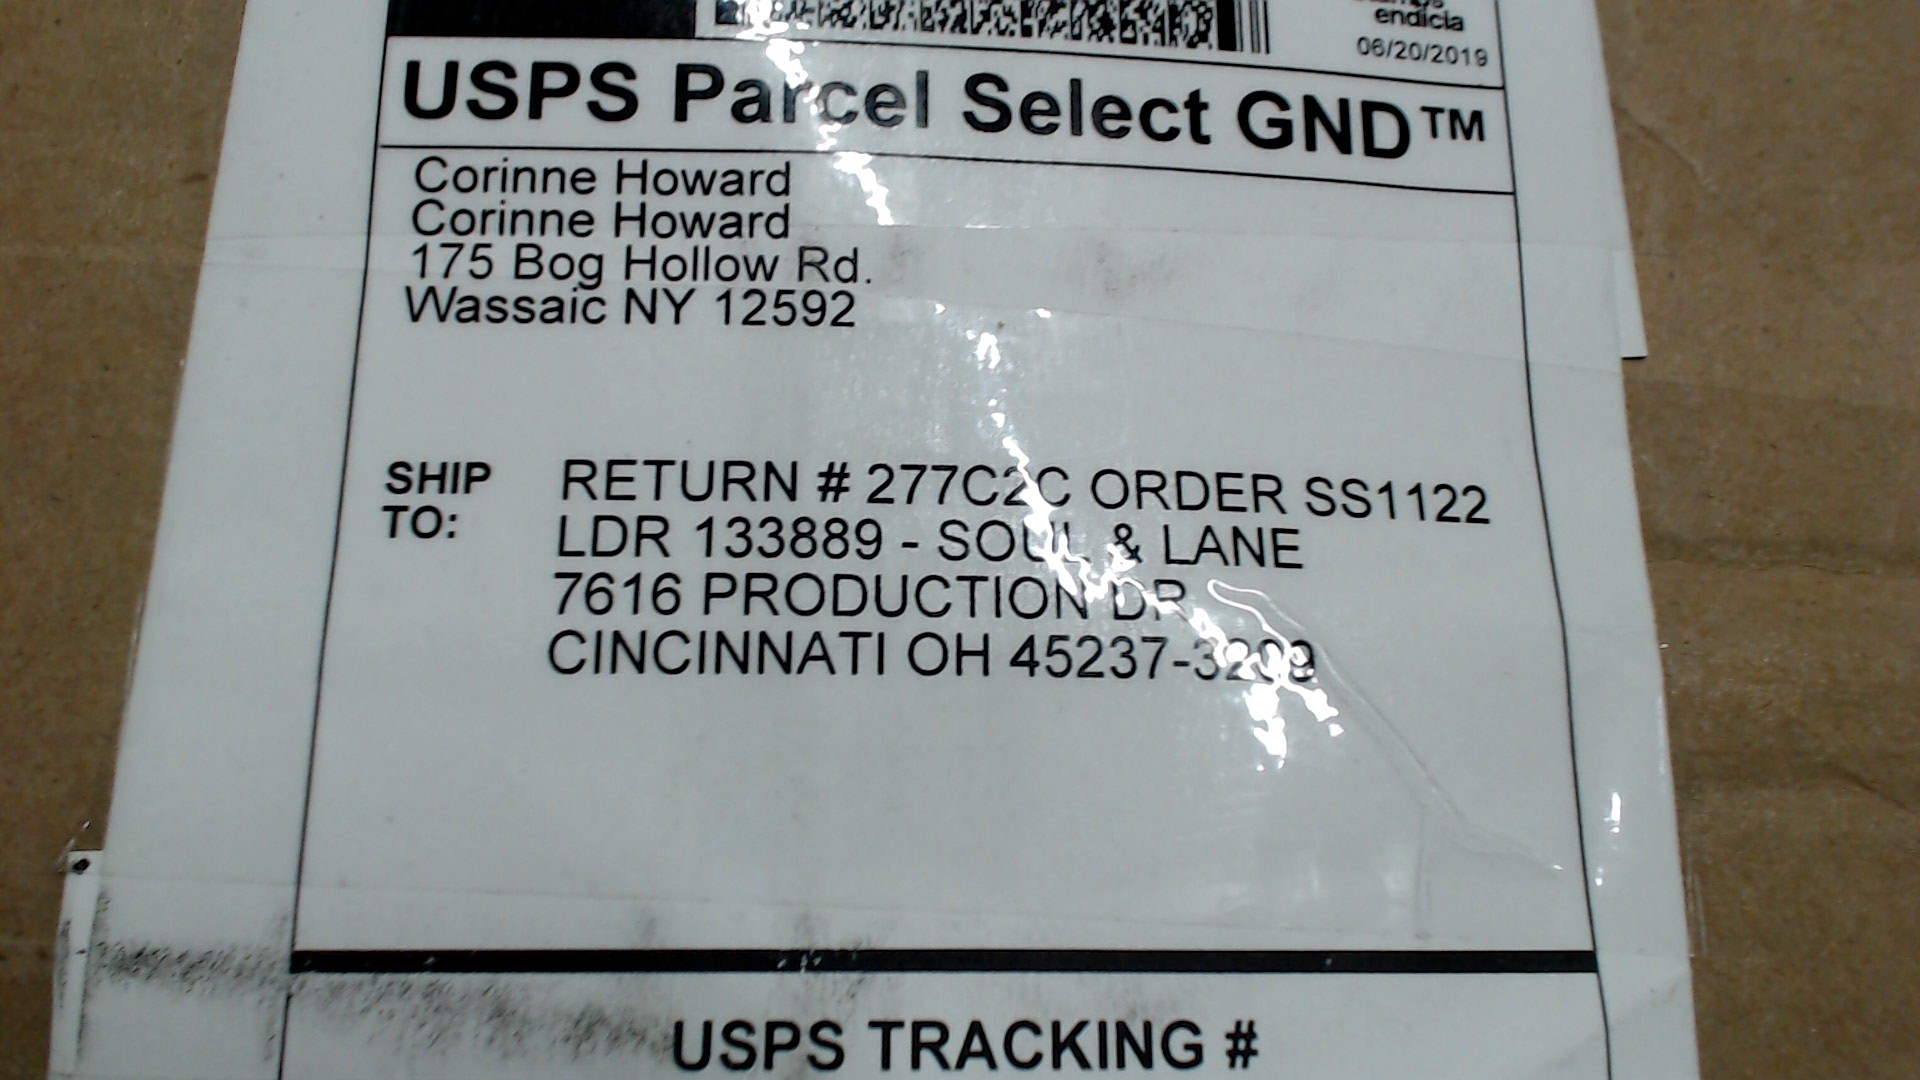 endicia
06/20/2019
USPS Parcel Select GND™
Corinne Howard
Corinne Howard
175 Bog Hollow Rd.
Wassaic NY 12592
SHIP TO:
RETURN # 277C2C ORDER SS1122
LDR 133889 - SOUL & LANE
7616 PRODUCTION DR
CINCINNATI OH 45237-3209
USPS TRACKING #